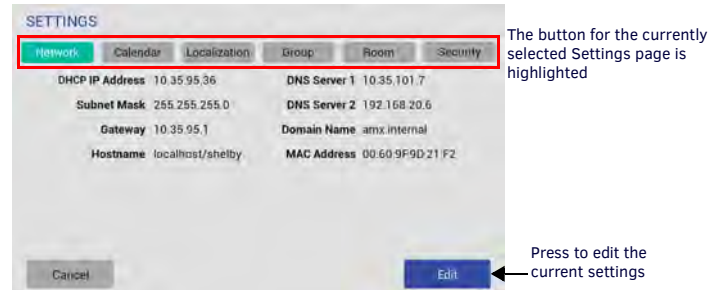 SETTINGS
Network Calendar Localization Group Room Security
DHCP IP Address 10.35.95.36 DNS Server 1 10.35.101.7
Subnet Mask 255.255.255.0 DNS Server 2 192.168.20.6
Gateway 10.35.95.1 Domain Name amx.internal
Hostname localhost/shelby MAC Address 00:60:9F:9D:21:F2
Cancel Edit
The button for the currently
selected Settings page is
highlighted
Press to edit the
current settings